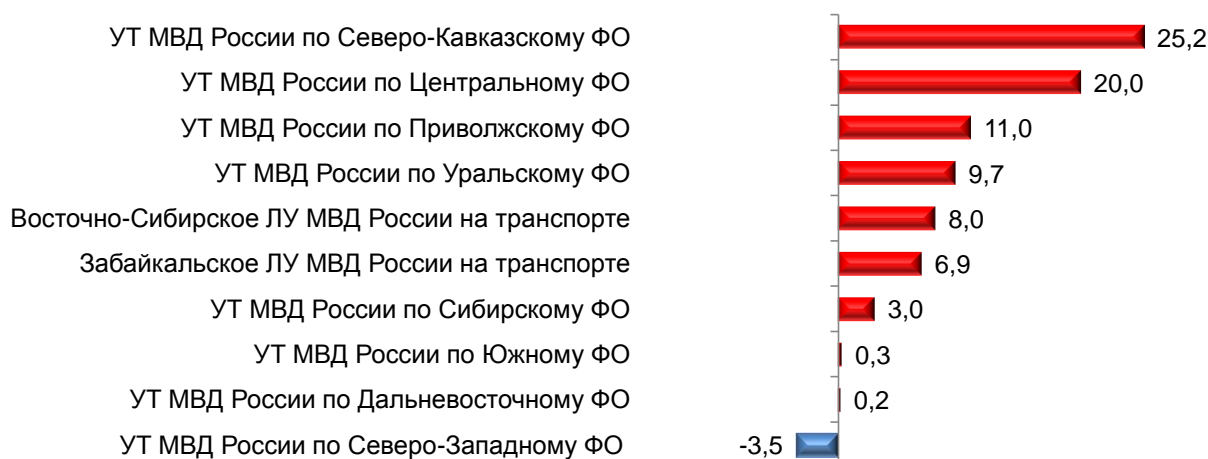 УТ МВД России по Северо-Кавказскому ФО 25,2
УТ МВД России по Центральному ФО 20,0
УТ МВД России по Приволжскому ФО 11,0
УТ МВД России по Уральскому ФО 9,7
Восточно-Сибирское ЛУ МВД России на транспорте 8,0
Забайкальское ЛУ МВД России на транспорте 6,9
УТ МВД России по Сибирскому ФО 3,0
УТ МВД России по Южному ФО 0,3
УТ МВД России по Дальневосточному ФО 0,2
УТ МВД России по Северо-Западному ФО -3,5